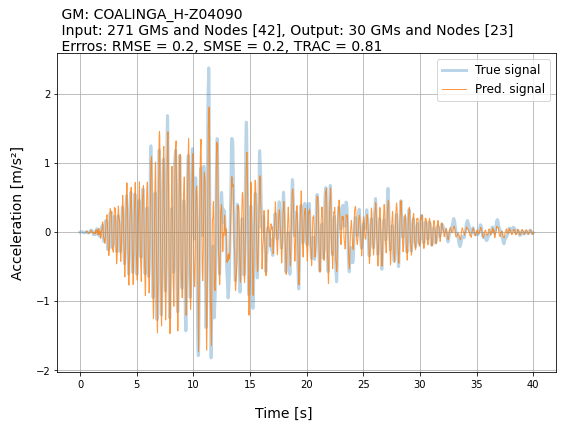 GM: COALINGA_H-Z04090
Input: 271 GMs and Nodes [42], Output: 30 GMs and Nodes [23]
Errros: RMSE = 0.2, SMSE = 0.2, TRAC = 0.81
True signal
Pred. signal
Acceleration [m/s²]
2
1
0
−1
−2
0 5 10 15 20 25 30 35 40
Time [s]